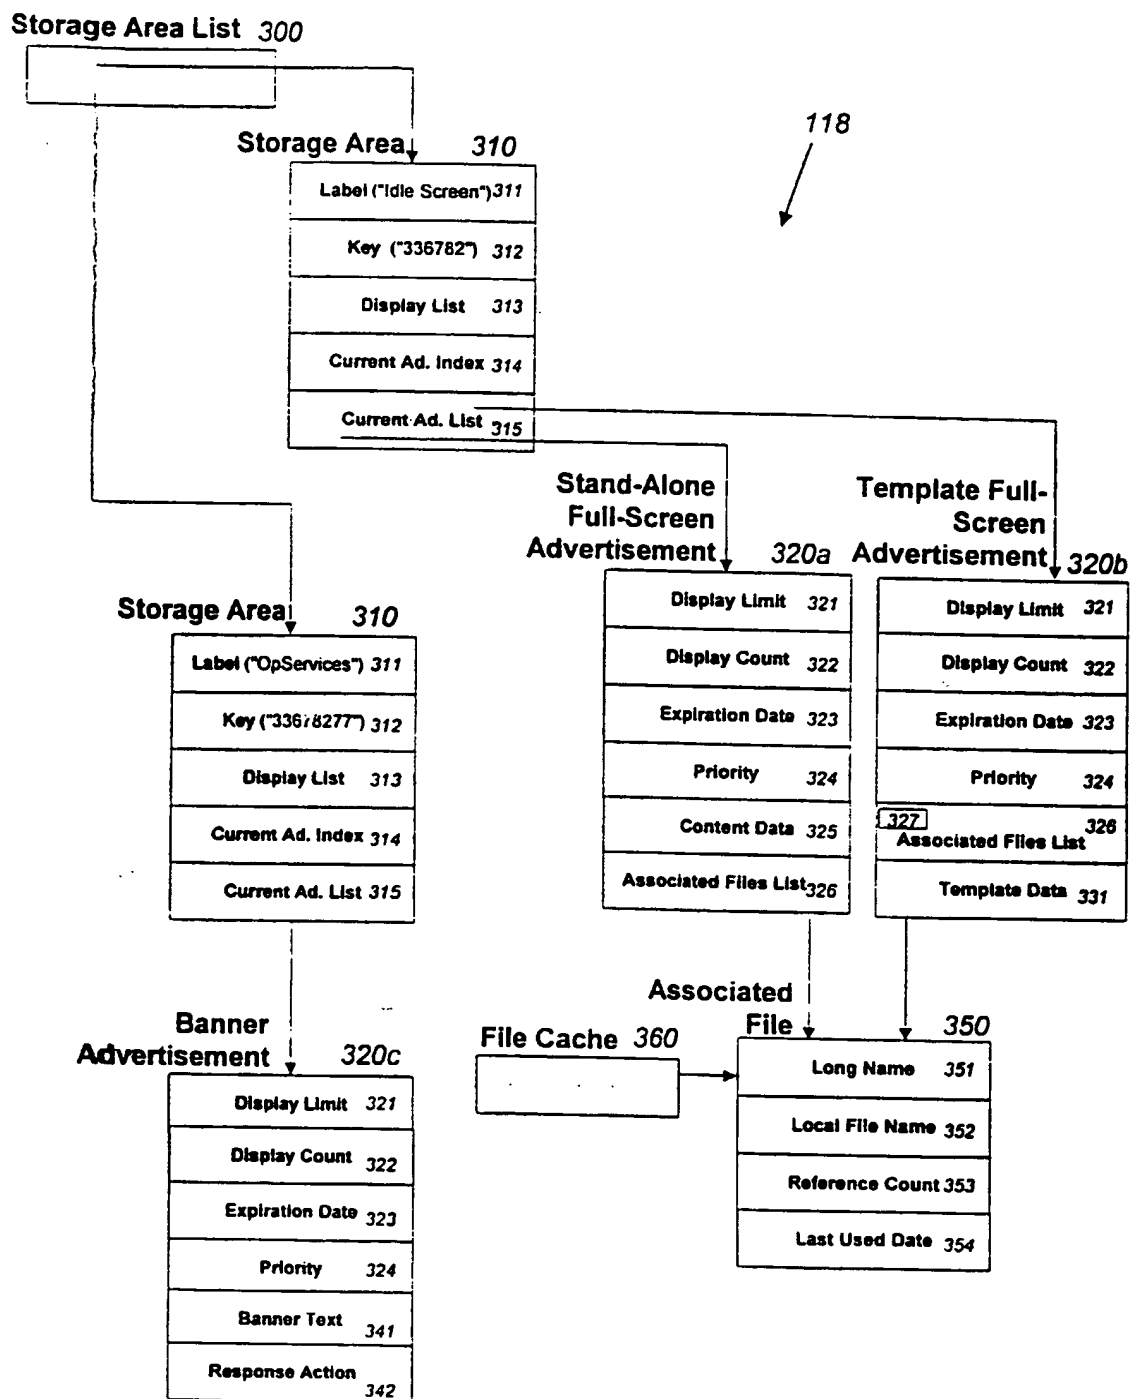 Storage Area List 300
118
Storage Area 310
Label ("Idle Screen") 311
Key ("336782") 312
Display List 313
Current Ad. Index 314
Current Ad. List 315
Stand-Alone
Full-Screen
Advertisement 320a
Display Limit 321
Display Count 322
Expiration Date 323
Priority 324
Content Data 325
Associated Files List 326
Template Full-
Screen
Advertisement 320b
Display Limit 321
Display Count 322
Expiration Date 323
Priority 324
327 326
Associated Files List
Template Data 331
Storage Area 310
Label ("OpServices") 311
Key ("33678277") 312
Display List 313
Current Ad. Index 314
Current Ad. List 315
Banner
Advertisement 320c
Display Limit 321
Display Count 322
Expiration Date 323
Priority 324
Banner Text 341
Response Action 342
File Cache 360
Associated
File 350
Long Name 351
Local File Name 352
Reference Count 353
Last Used Date 354